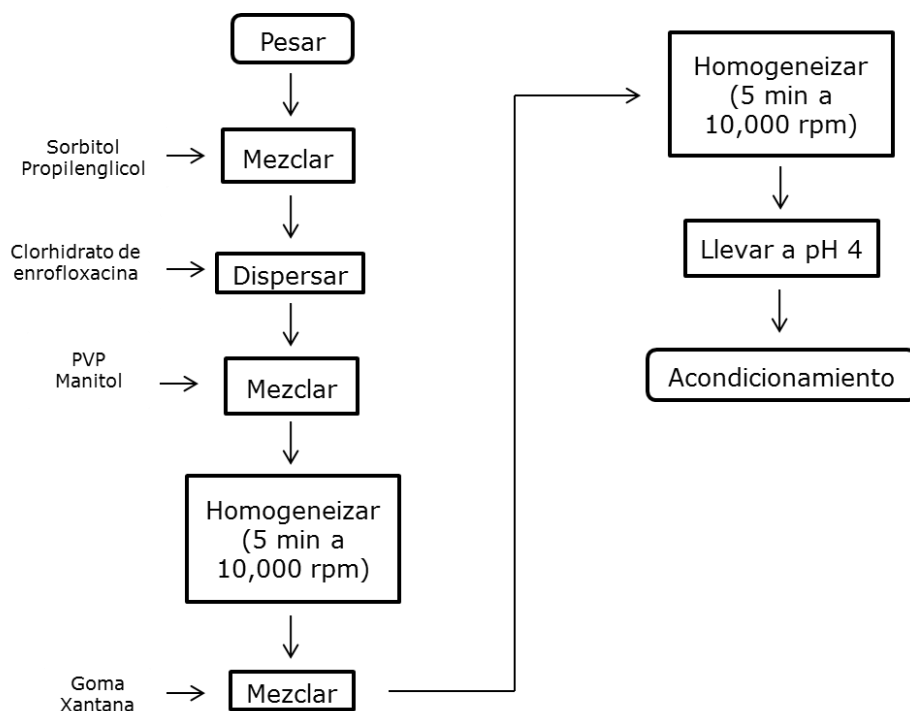 Pesar
Sorbitol
Propilenglicol
Mezclar
Clorhidrato de
enrofloxacina
Dispersar
PVP
Manitol
Mezclar
Homogeneizar
(5 min a
10,000 rpm)
Goma
Xantana
Mezclar
Homogeneizar
(5 min a
10,000 rpm)
Llevar a pH 4
Acondicionamiento